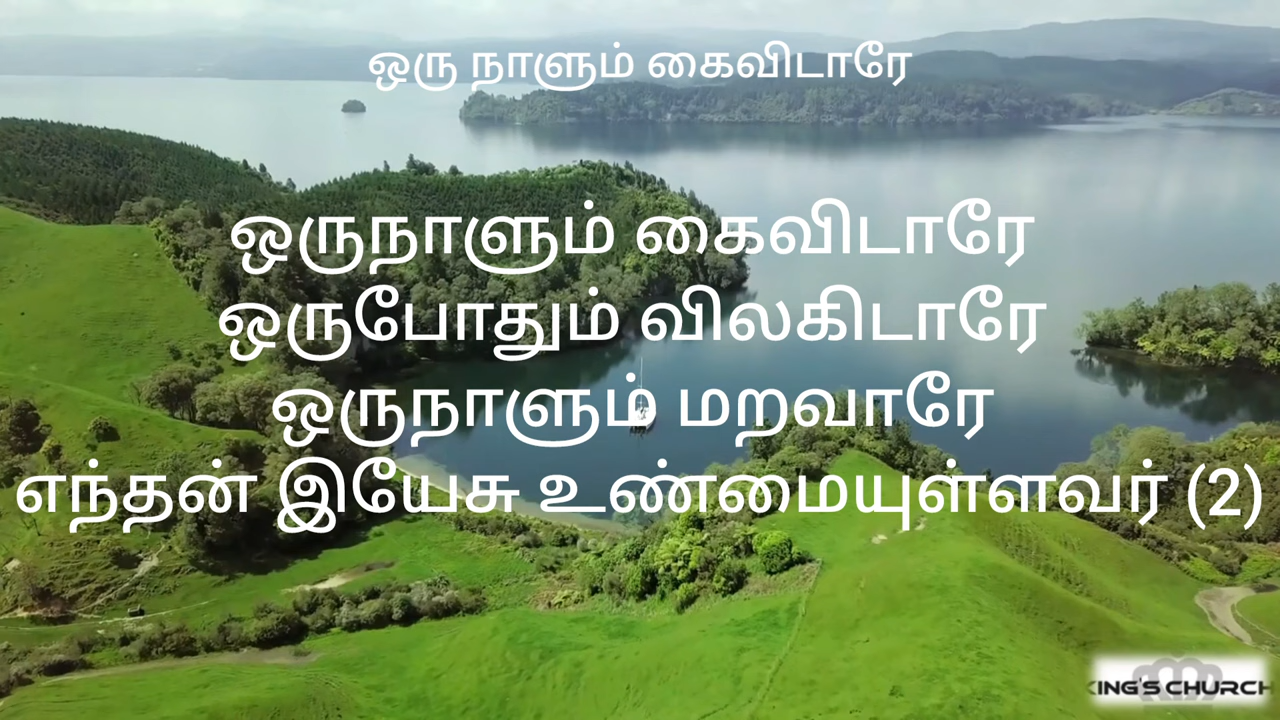 ஒரு நாளும் கைவிடாரே
ஒருநாளும் கைவிடாரே
ஒருபோதும் விலகிடாரே
ஒருநாளும் மறவாரே
எந்தன் இயேசு உண்மையுள்ளவர் (2)
KING'S CHURCH